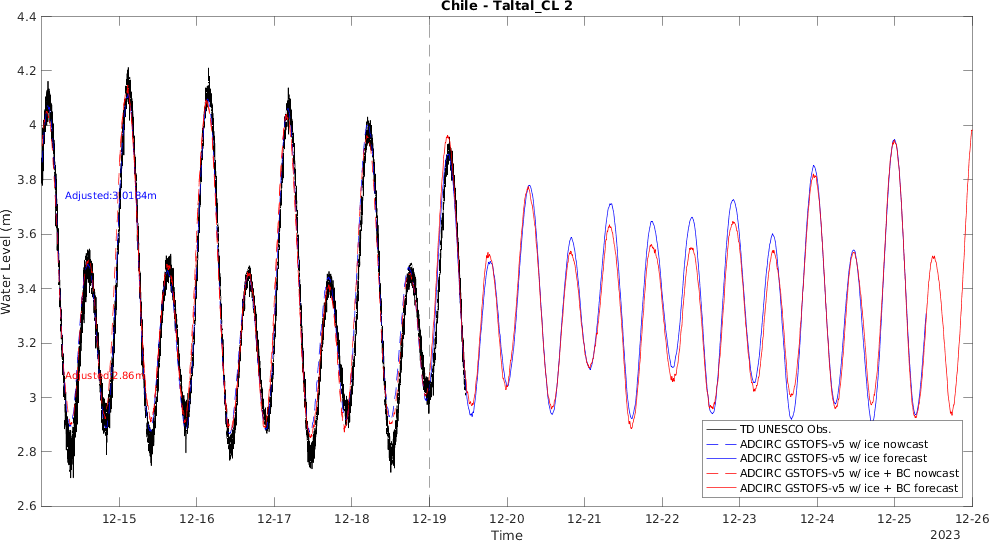 Chile - Taltal_CL 2
4.4
4.2
4
3.8
3.6
3.4
3.2
3
2.8
2.6
Water Level (m)
Adjusted:3.0184m
Adjusted:2.86m
TD UNESCO Obs.
ADCIRC GSTOFS-v5 w/ ice nowcast
ADCIRC GSTOFS-v5 w/ ice forecast
ADCIRC GSTOFS-v5 w/ ice + BC nowcast
ADCIRC GSTOFS-v5 w/ ice + BC forecast
12-15 12-16 12-17 12-18 12-19 12-20 12-21 12-22 12-23 12-24 12-25 12-26
Time
2023